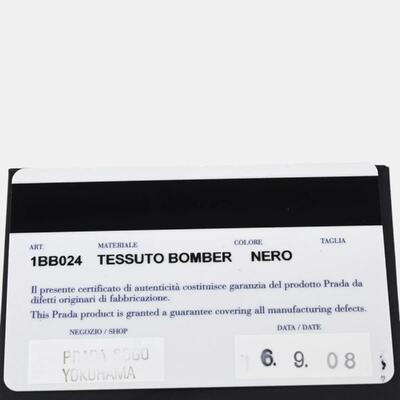 ART. MATERIALE COLORE TAGLIA
1BB024 TESSUTO BOMBER NERO
Il presente certificato di autenticità costituisce garanzia del prodotto Prada da
difetti originari di fabbricazione.
This Prada product is granted a guarantee covering all manufacturing defects.
NEGOZIO / SHOP DATA / DATE
PRADA SOGO 6. 9. 08
YOKOHAMA